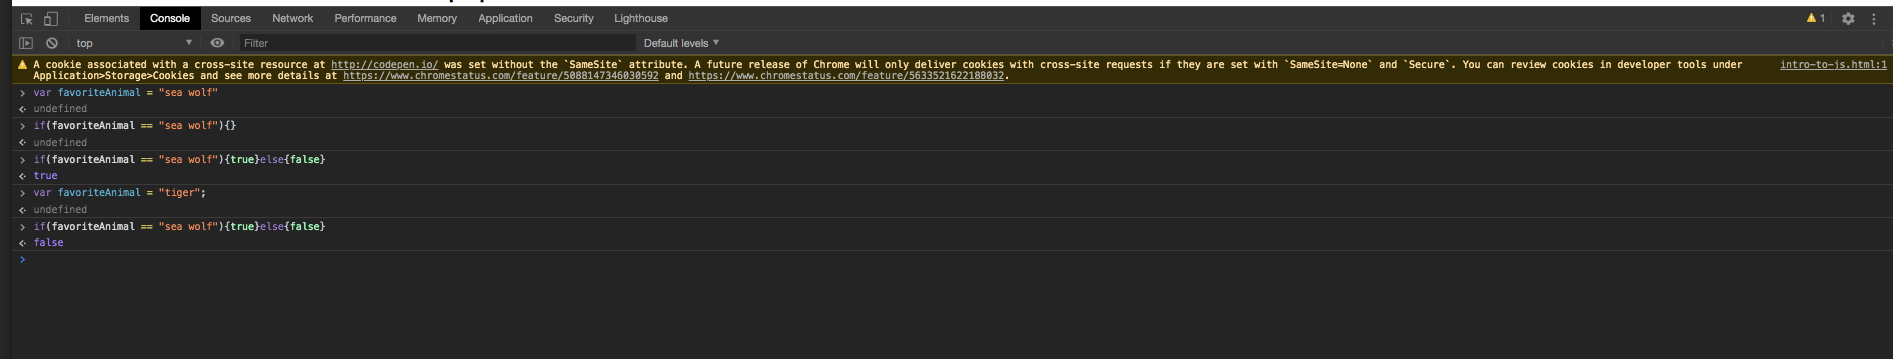 Elements Console Sources Network Performance Memory Application Security Lighthouse 1
top Filter Default levels
A cookie associated with a cross-site resource at http://codepen.io/ was set without the `SameSite` attribute. A future release of Chrome will only deliver cookies with cross-site requests if they are set with `SameSite=None` and `Secure`. You can review cookies in developer tools under intro-to-js.html:1
Application>Storage>Cookies and see more details at https://www.chromestatus.com/feature/5088147346030592 and https://www.chromestatus.com/feature/5633521622188032.
> var favoriteAnimal = "sea wolf"
undefined
> if(favoriteAnimal == "sea wolf"){}
undefined
> if(favoriteAnimal == "sea wolf"){true}else{false}
true
> var favoriteAnimal = "tiger";
undefined
> if(favoriteAnimal == "sea wolf"){true}else{false}
false
>